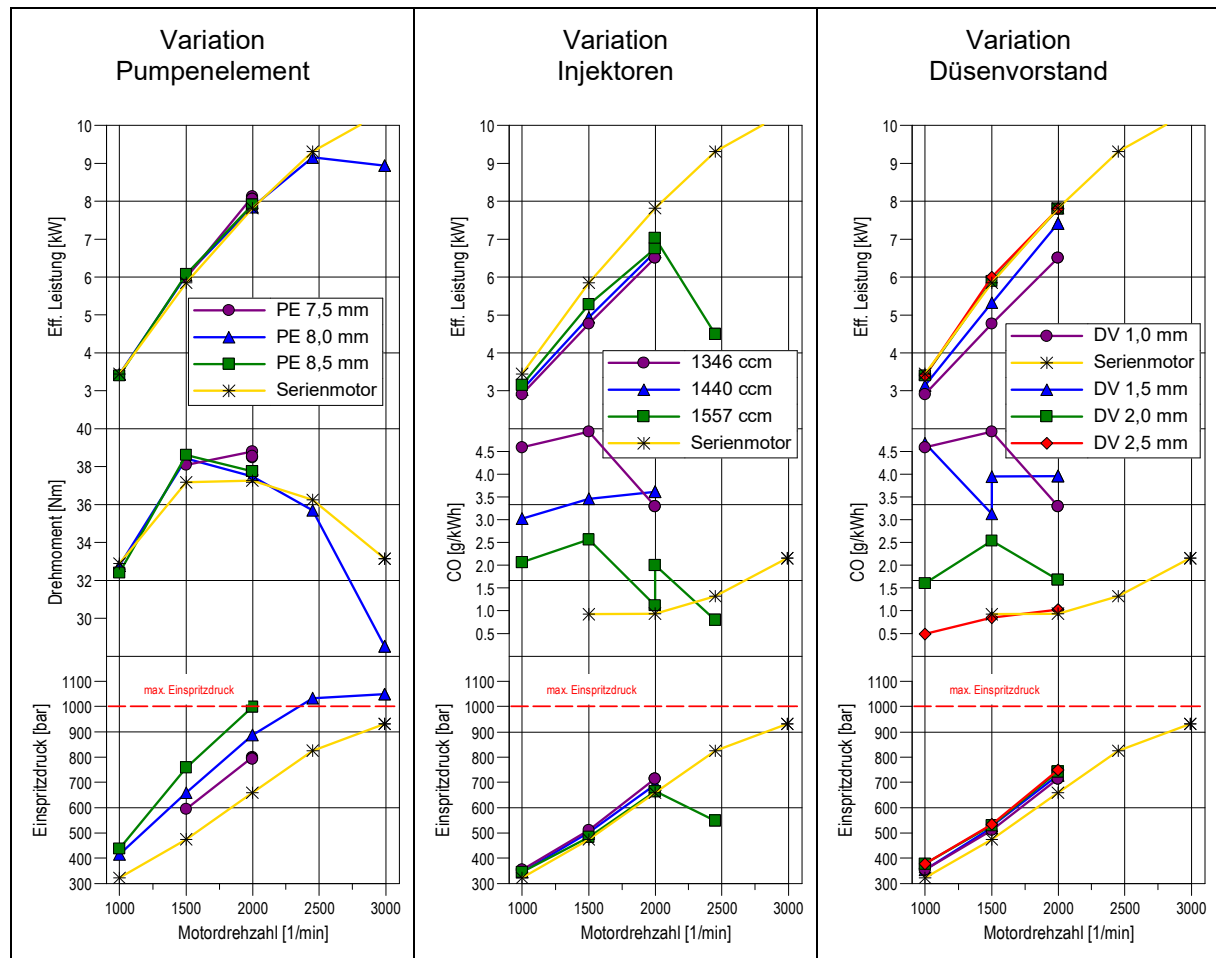 Variation
Pumpenelement
Eff. Leistung [kW]
10
9
8
7
6
5
4
3
PE 7,5 mm
PE 8,0 mm
PE 8,5 mm
Serienmotor
Drehmoment [Nm]
40
38
36
34
32
30
Einspritzdruck [bar]
1100
1000
900
800
700
600
500
400
300
max. Einspritzdruck
1000 1500 2000 2500 3000
Motordrehzahl [1/min]
Variation
Injektoren
Eff. Leistung [kW]
10
9
8
7
6
5
4
3
1346 ccm
1440 ccm
1557 ccm
Serienmotor
CO [g/kWh]
4.5
4.0
3.5
3.0
2.5
2.0
1.5
1.0
0.5
Einspritzdruck [bar]
1100
1000
900
800
700
600
500
400
300
max. Einspritzdruck
1000 1500 2000 2500 3000
Motordrehzahl [1/min]
Variation
Düsenvorstand
Eff. Leistung [kW]
10
9
8
7
6
5
4
3
DV 1,0 mm
Serienmotor
DV 1,5 mm
DV 2,0 mm
DV 2,5 mm
CO [g/kWh]
4.5
4.0
3.5
3.0
2.5
2.0
1.5
1.0
0.5
Einspritzdruck [bar]
1100
1000
900
800
700
600
500
400
300
max. Einspritzdruck
1000 1500 2000 2500 3000
Motordrehzahl [1/min]